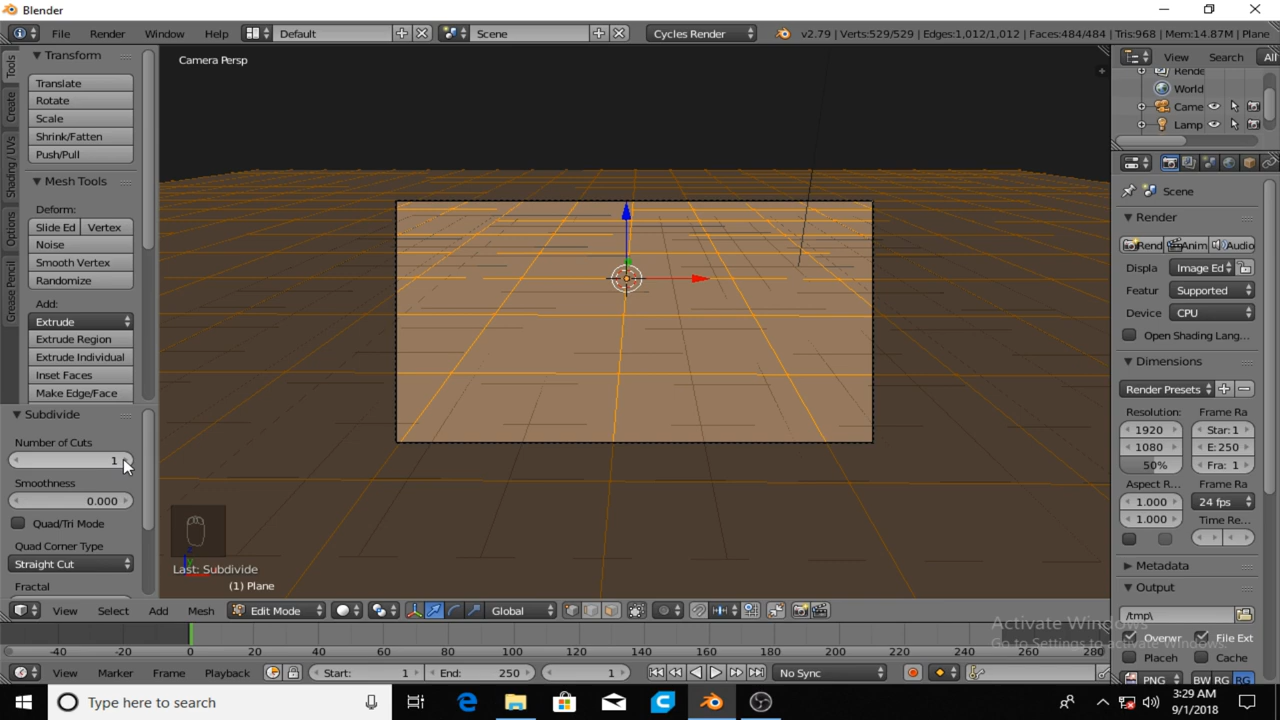 Blender
File Render Window Help Default Scene Cycles Render v2.79 | Verts:529/529 | Edges:1,012/1,012 | Faces:484/484 | Tris:968 | Mem:14.87M | Plane
Tools
Create
Shading / UVs
Options
Grease Pencil
Transform
Translate
Rotate
Scale
Shrink/Fatten
Push/Pull
Mesh Tools
Deform:
Slide Ed Vertex
Noise
Smooth Vertex
Randomize
Add:
Extrude
Extrude Region
Extrude Individual
Inset Faces
Make Edge/Face
Subdivide
Number of Cuts
1
Smoothness
0.000
Quad/Tri Mode
Quad Corner Type
Straight Cut
Fractal
Camera Persp
Last: Subdivide
(1) Plane
View Search All
Rende
World
Came
Lamp
Scene
Render
Rend Anim Audio
Displa Image Ed
Featur Supported
Device CPU
Open Shading Lang...
Dimensions
Render Presets
Resolution: Frame Ra
1920 Star: 1
1080 E: 250
50% Fra: 1
Aspect R... Frame Ra
1.000 24 fps
1.000 Time Re...
Metadata
Output
/tmp\
Overwr File Ext
Placeh Cache
PNG BW RG RG
View Select Add Mesh Edit Mode Global
Activate Windows
Go to Settings to activate Windows.
-40 -20 0 20 40 60 80 100 120 140 160 180 200 220 240 260 280
View Marker Frame Playback Start: 1 End: 250 1 No Sync
Type here to search
3:29 AM
9/1/2018